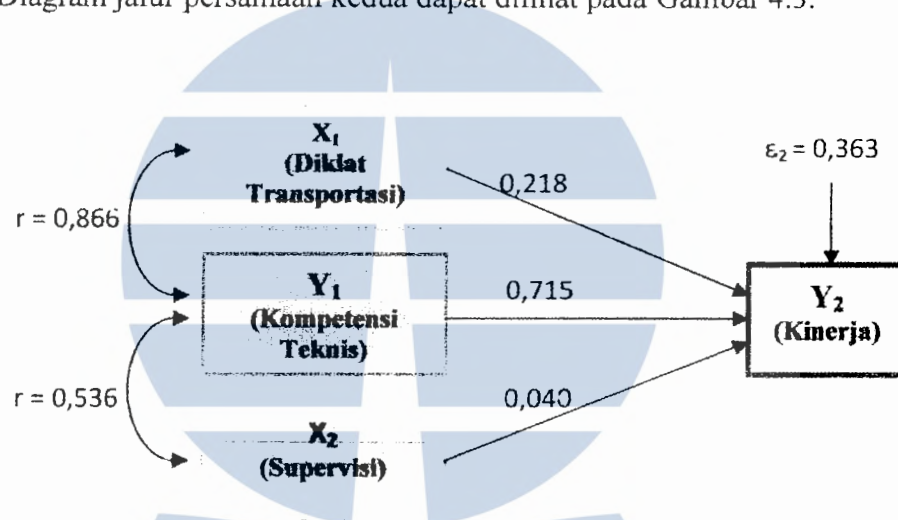 Diagram jalur persamaan kedua dapat dilihat pada Gambar 4.3.
X₁
(Diklat
Transportasi)
ε₂ = 0,363
0,218
r = 0,866
Y₁
(Kompetensi
Teknis)
0,715
Y₂
(Kinerja)
r = 0,536
0,040
X₂
(Supervisi)